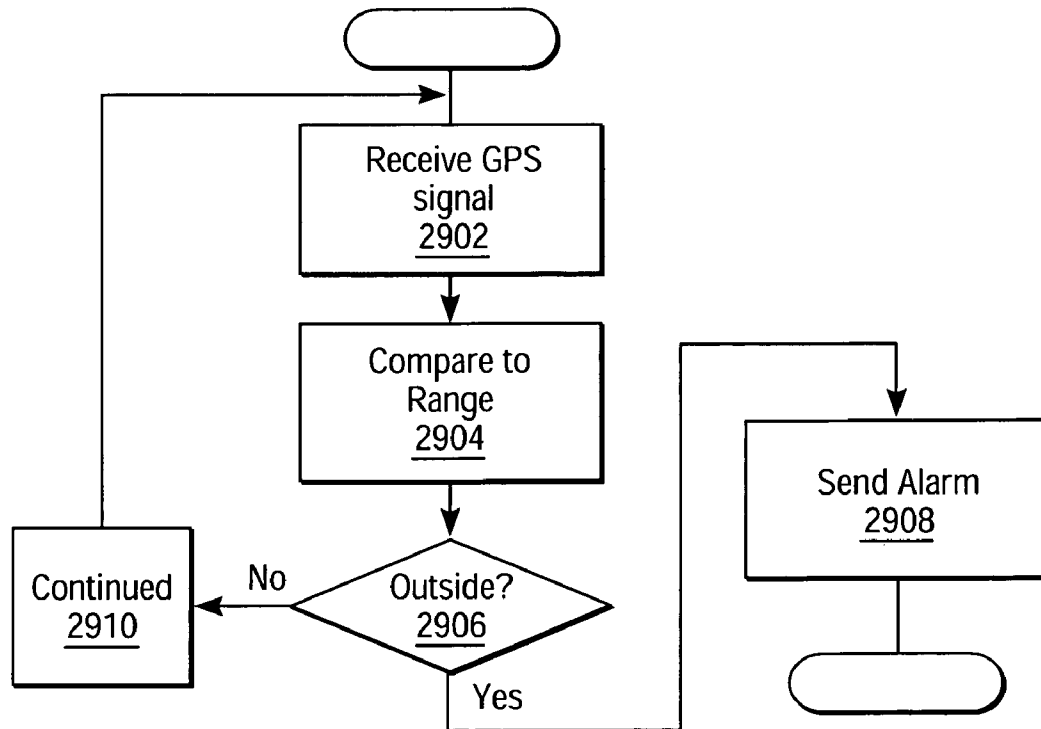 Receive GPS
signal
2902
Compare to
Range
2904
Outside?
2906
No
Continued
2910
Yes
Send Alarm
2908